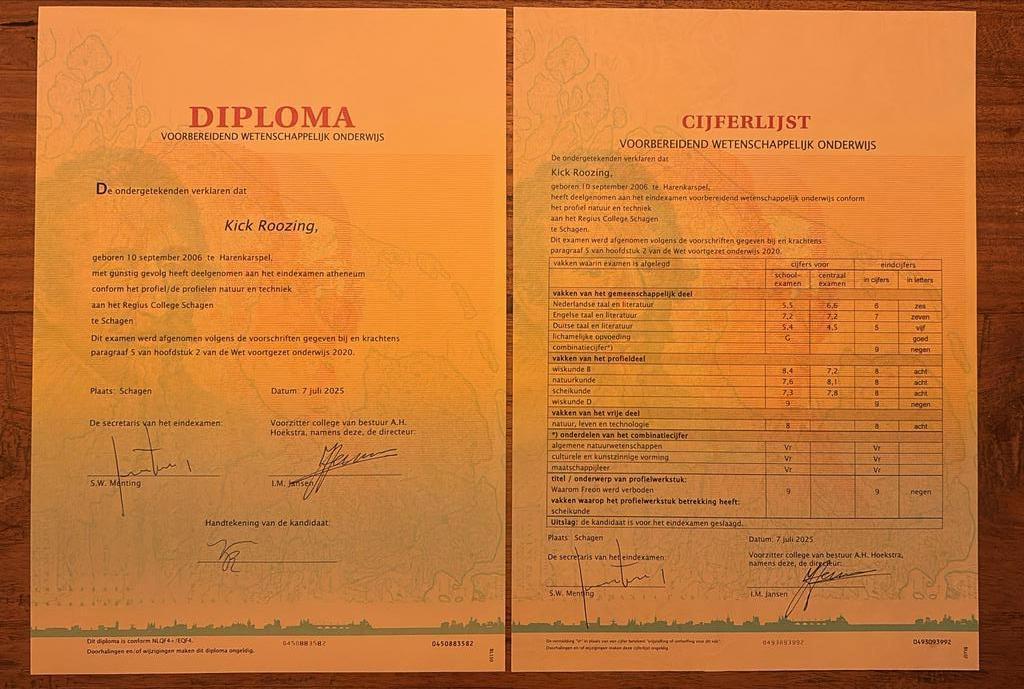 DIPLOMA
VOORBEREIDEND WETENSCHAPPELIJK ONDERWIJS
De ondergetekenden verklaren dat
Kick Roozing,
geboren 10 september 2006 te Harenkarspel,
met gunstig gevolg heeft deelgenomen aan het eindexamen atheneum
conform het profiel/de profielen natuur en techniek
aan het Regius College Schagen
te Schagen
Dit examen werd afgenomen volgens de voorschriften gegeven bij en krachtens
paragraaf 5 van hoofdstuk 2 van de Wet voortgezet onderwijs 2020.
Plaats: Schagen Datum: 7 juli 2025
De secretaris van het eindexamen: Voorzitter college van bestuur A.H.
Hoekstra, namens deze, de directeur:
S.W. Menting I.M. Jansen
Handtekening van de kandidaat:
Dit diploma is conform NLQF4+/EQF4.
Doorhalingen en/of wijzigingen maken dit diploma ongeldig.
0450883582 0450883582
CIJFERLIJST
VOORBEREIDEND WETENSCHAPPELIJK ONDERWIJS
De ondergetekenden verklaren dat
Kick Roozing,
geboren 10 september 2006 te Harenkarspel,
heeft deelgenomen aan het eindexamen voorbereidend wetenschappelijk onderwijs conform
het profiel natuur en techniek
aan het Regius College Schagen
te Schagen.
Dit examen werd afgenomen volgens de voorschriften gegeven bij en krachtens
paragraaf 5 van hoofdstuk 2 van de Wet voortgezet onderwijs 2020.
vakken waarin examen is afgelegd cijfers voor eindcijfers
school-examen centraal examen in cijfers in letters
vakken van het gemeenschappelijk deel
Nederlandse taal en literatuur 5,5 6,6 6 zes
Engelse taal en literatuur 7,2 7,2 7 zeven
Duitse taal en literatuur 5,4 4,5 5 vijf
lichamelijke opvoeding G goed
combinatiecijfer*) 9 negen
vakken van het profieldeel
wiskunde B 8,4 7,2 8 acht
natuurkunde 7,6 8,1 8 acht
scheikunde 7,3 7,8 8 acht
wiskunde D 9 9 negen
vakken van het vrije deel
natuur, leven en technologie 8 8 acht
*) onderdelen van het combinatiecijfer
algemene natuurwetenschappen Vr Vr
culturele en kunstzinnige vorming Vr Vr
maatschappijleer Vr Vr
titel / onderwerp van profielwerkstuk:
Waarom Freon werd verboden 9 9 negen
vakken waarop het profielwerkstuk betrekking heeft:
scheikunde
Uitslag: de kandidaat is voor het eindexamen geslaagd.
Plaats: Schagen Datum: 7 juli 2025
De secretaris van het eindexamen: Voorzitter college van bestuur A.H. Hoekstra,
namens deze, de directeur:
S.W. Menting I.M. Jansen
Doorhalingen en/of wijzigingen maken deze cijferlijst ongeldig.
0493093992 0493093992